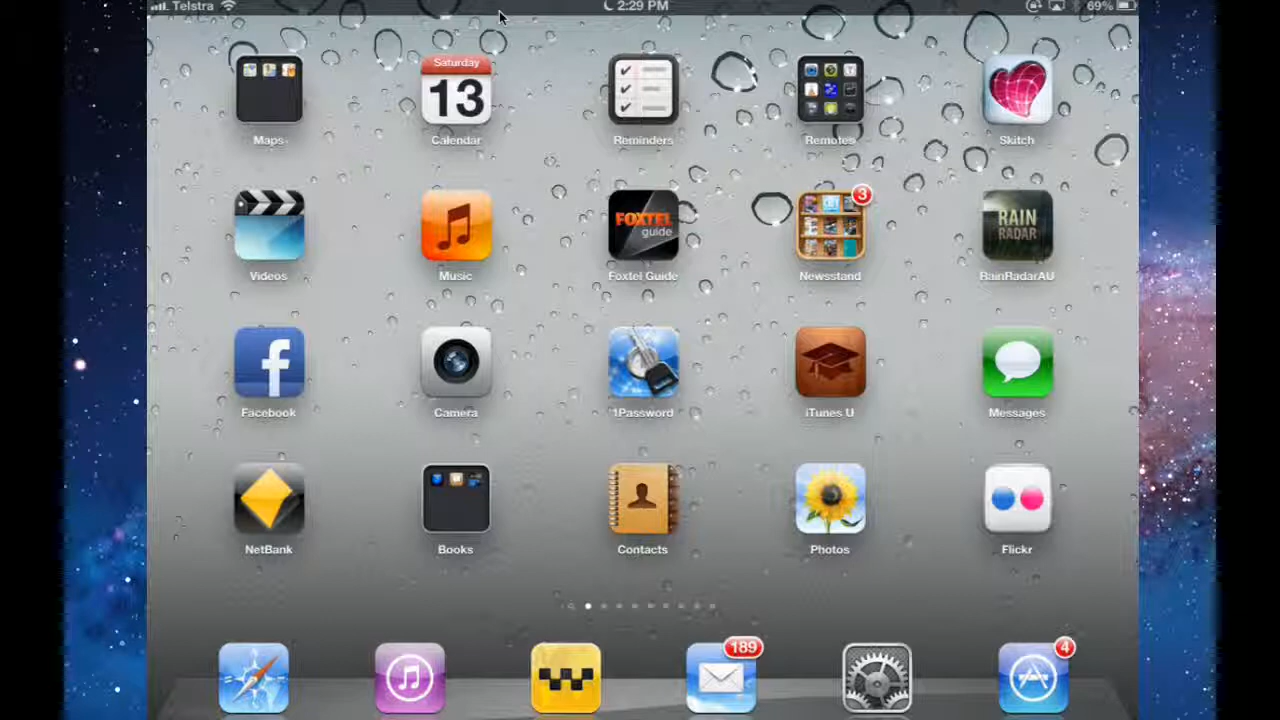 Telstra 2:29 PM 69%
Saturday
13
Maps Calendar Reminders Remotes Skitch
FOXTEL
guide
3
RAIN
RADAR
Videos Music Foxtel Guide Newsstand RainRadarAU
f
Facebook Camera 1Password iTunes U Messages
NetBank Books Contacts Photos Flickr
189
4